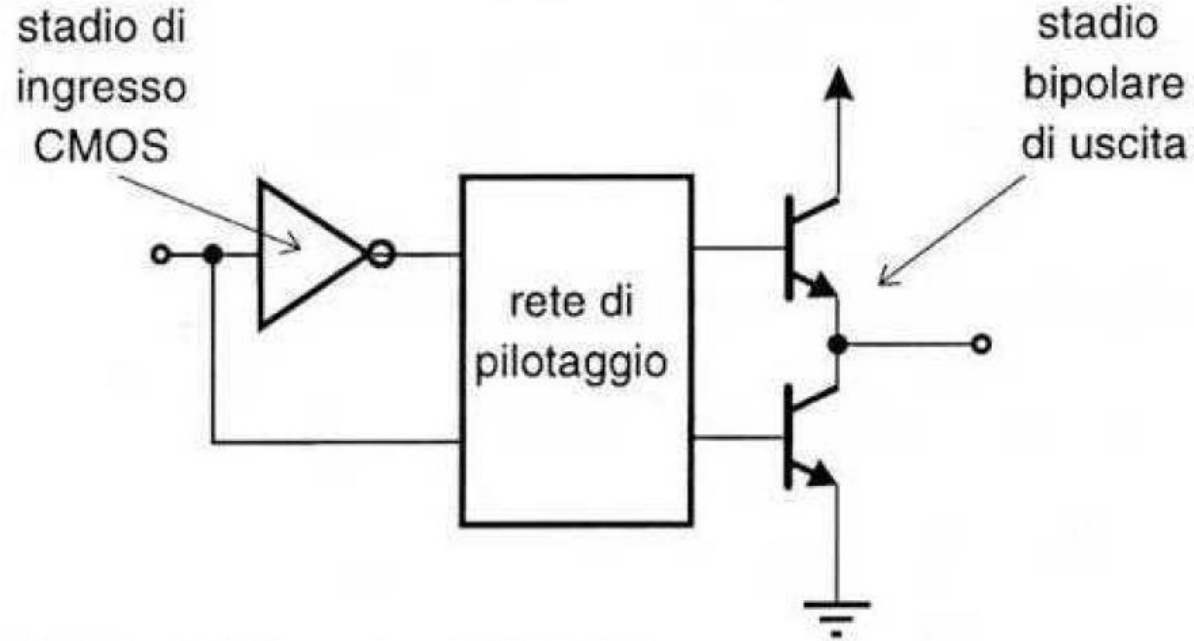 stadio di
ingresso
CMOS
rete di
pilotaggio
stadio
bipolare
di uscita